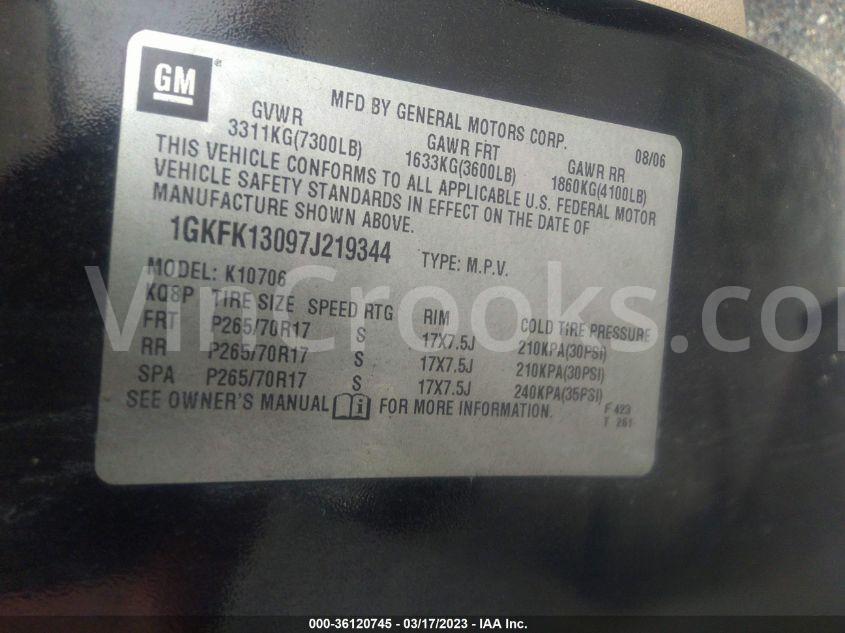 GM
MFD BY GENERAL MOTORS CORP. 08/06
GVWR GAWR FRT GAWR RR
3311KG(7300LB) 1633KG(3600LB) 1860KG(4100LB)
THIS VEHICLE CONFORMS TO ALL APPLICABLE U.S. FEDERAL MOTOR
VEHICLE SAFETY STANDARDS IN EFFECT ON THE DATE OF
MANUFACTURE SHOWN ABOVE.
1GKFK13097J219344 TYPE: M.P.V.
MODEL: K10706
KQ8P TIRE SIZE SPEED RTG RIM COLD TIRE PRESSURE
FRT P265/70R17 S 17X7.5J 210KPA(30PSI)
RR P265/70R17 S 17X7.5J 210KPA(30PSI)
SPA P265/70R17 S 17X7.5J 240KPA(35PSI)
SEE OWNER'S MANUAL FOR MORE INFORMATION.
F 423
T 261
VinCrooks.co
000-36120745 - 03/17/2023 - IAA Inc.